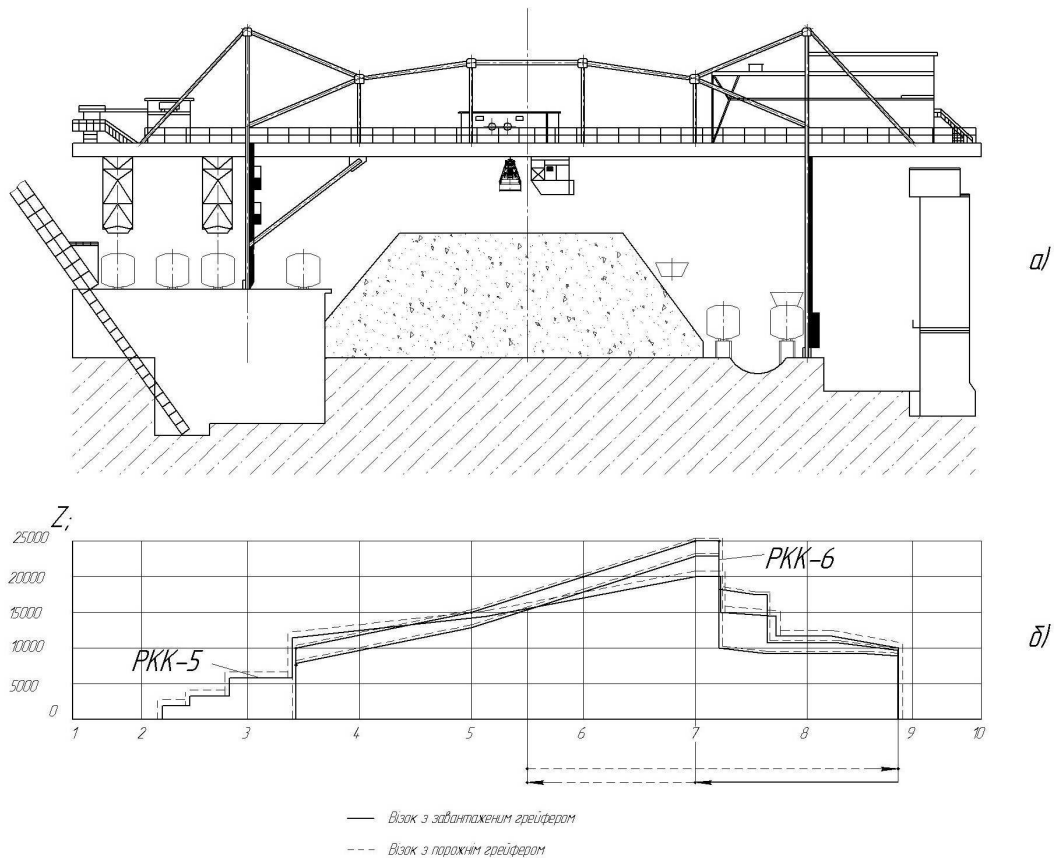 а)
Z;
25000
20000
15000
10000
5000
0
РКК-6
РКК-5
б)
1 2 3 4 5 6 7 8 9 10
Візок з завантаженим грейфером
Візок з порожнім грейфером